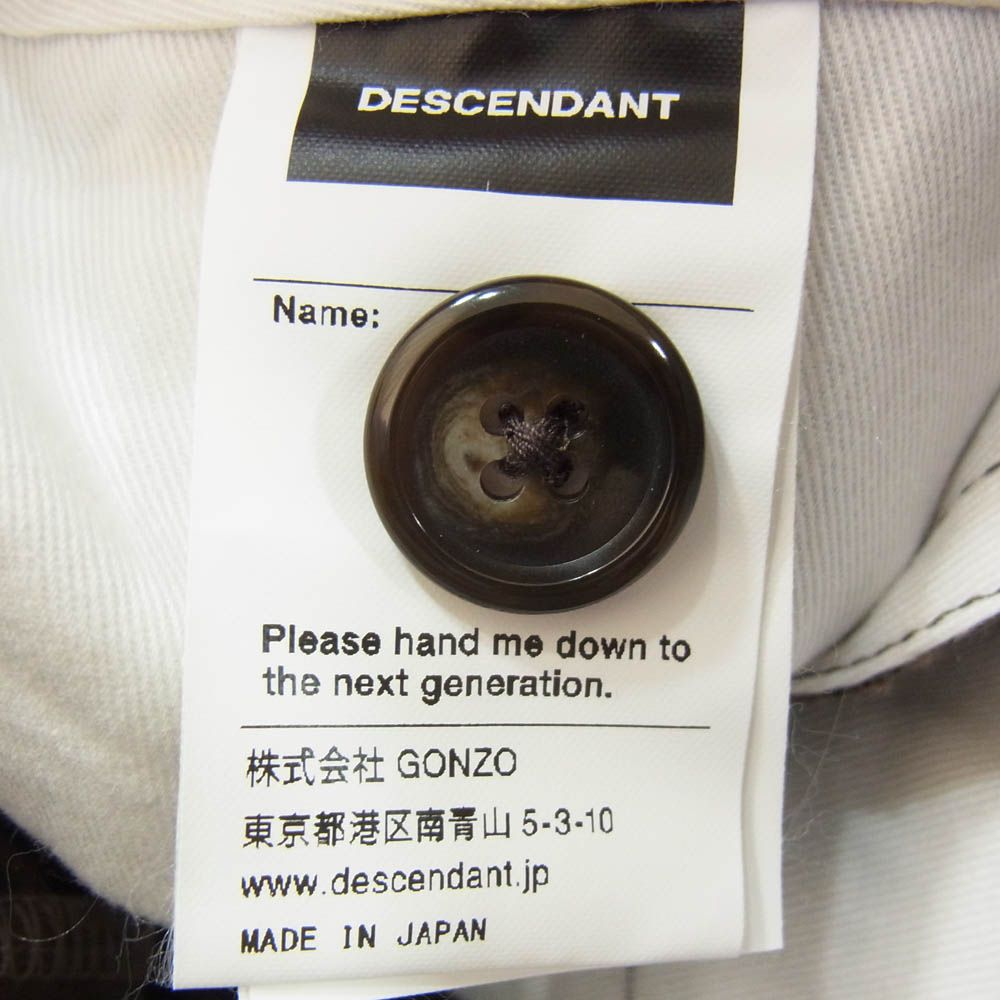 DESCENDANT
Name:
Please hand me down to
the next generation.
株式会社 GONZO
東京都港区南青山 5-3-10
www.descendant.jp
MADE IN JAPAN